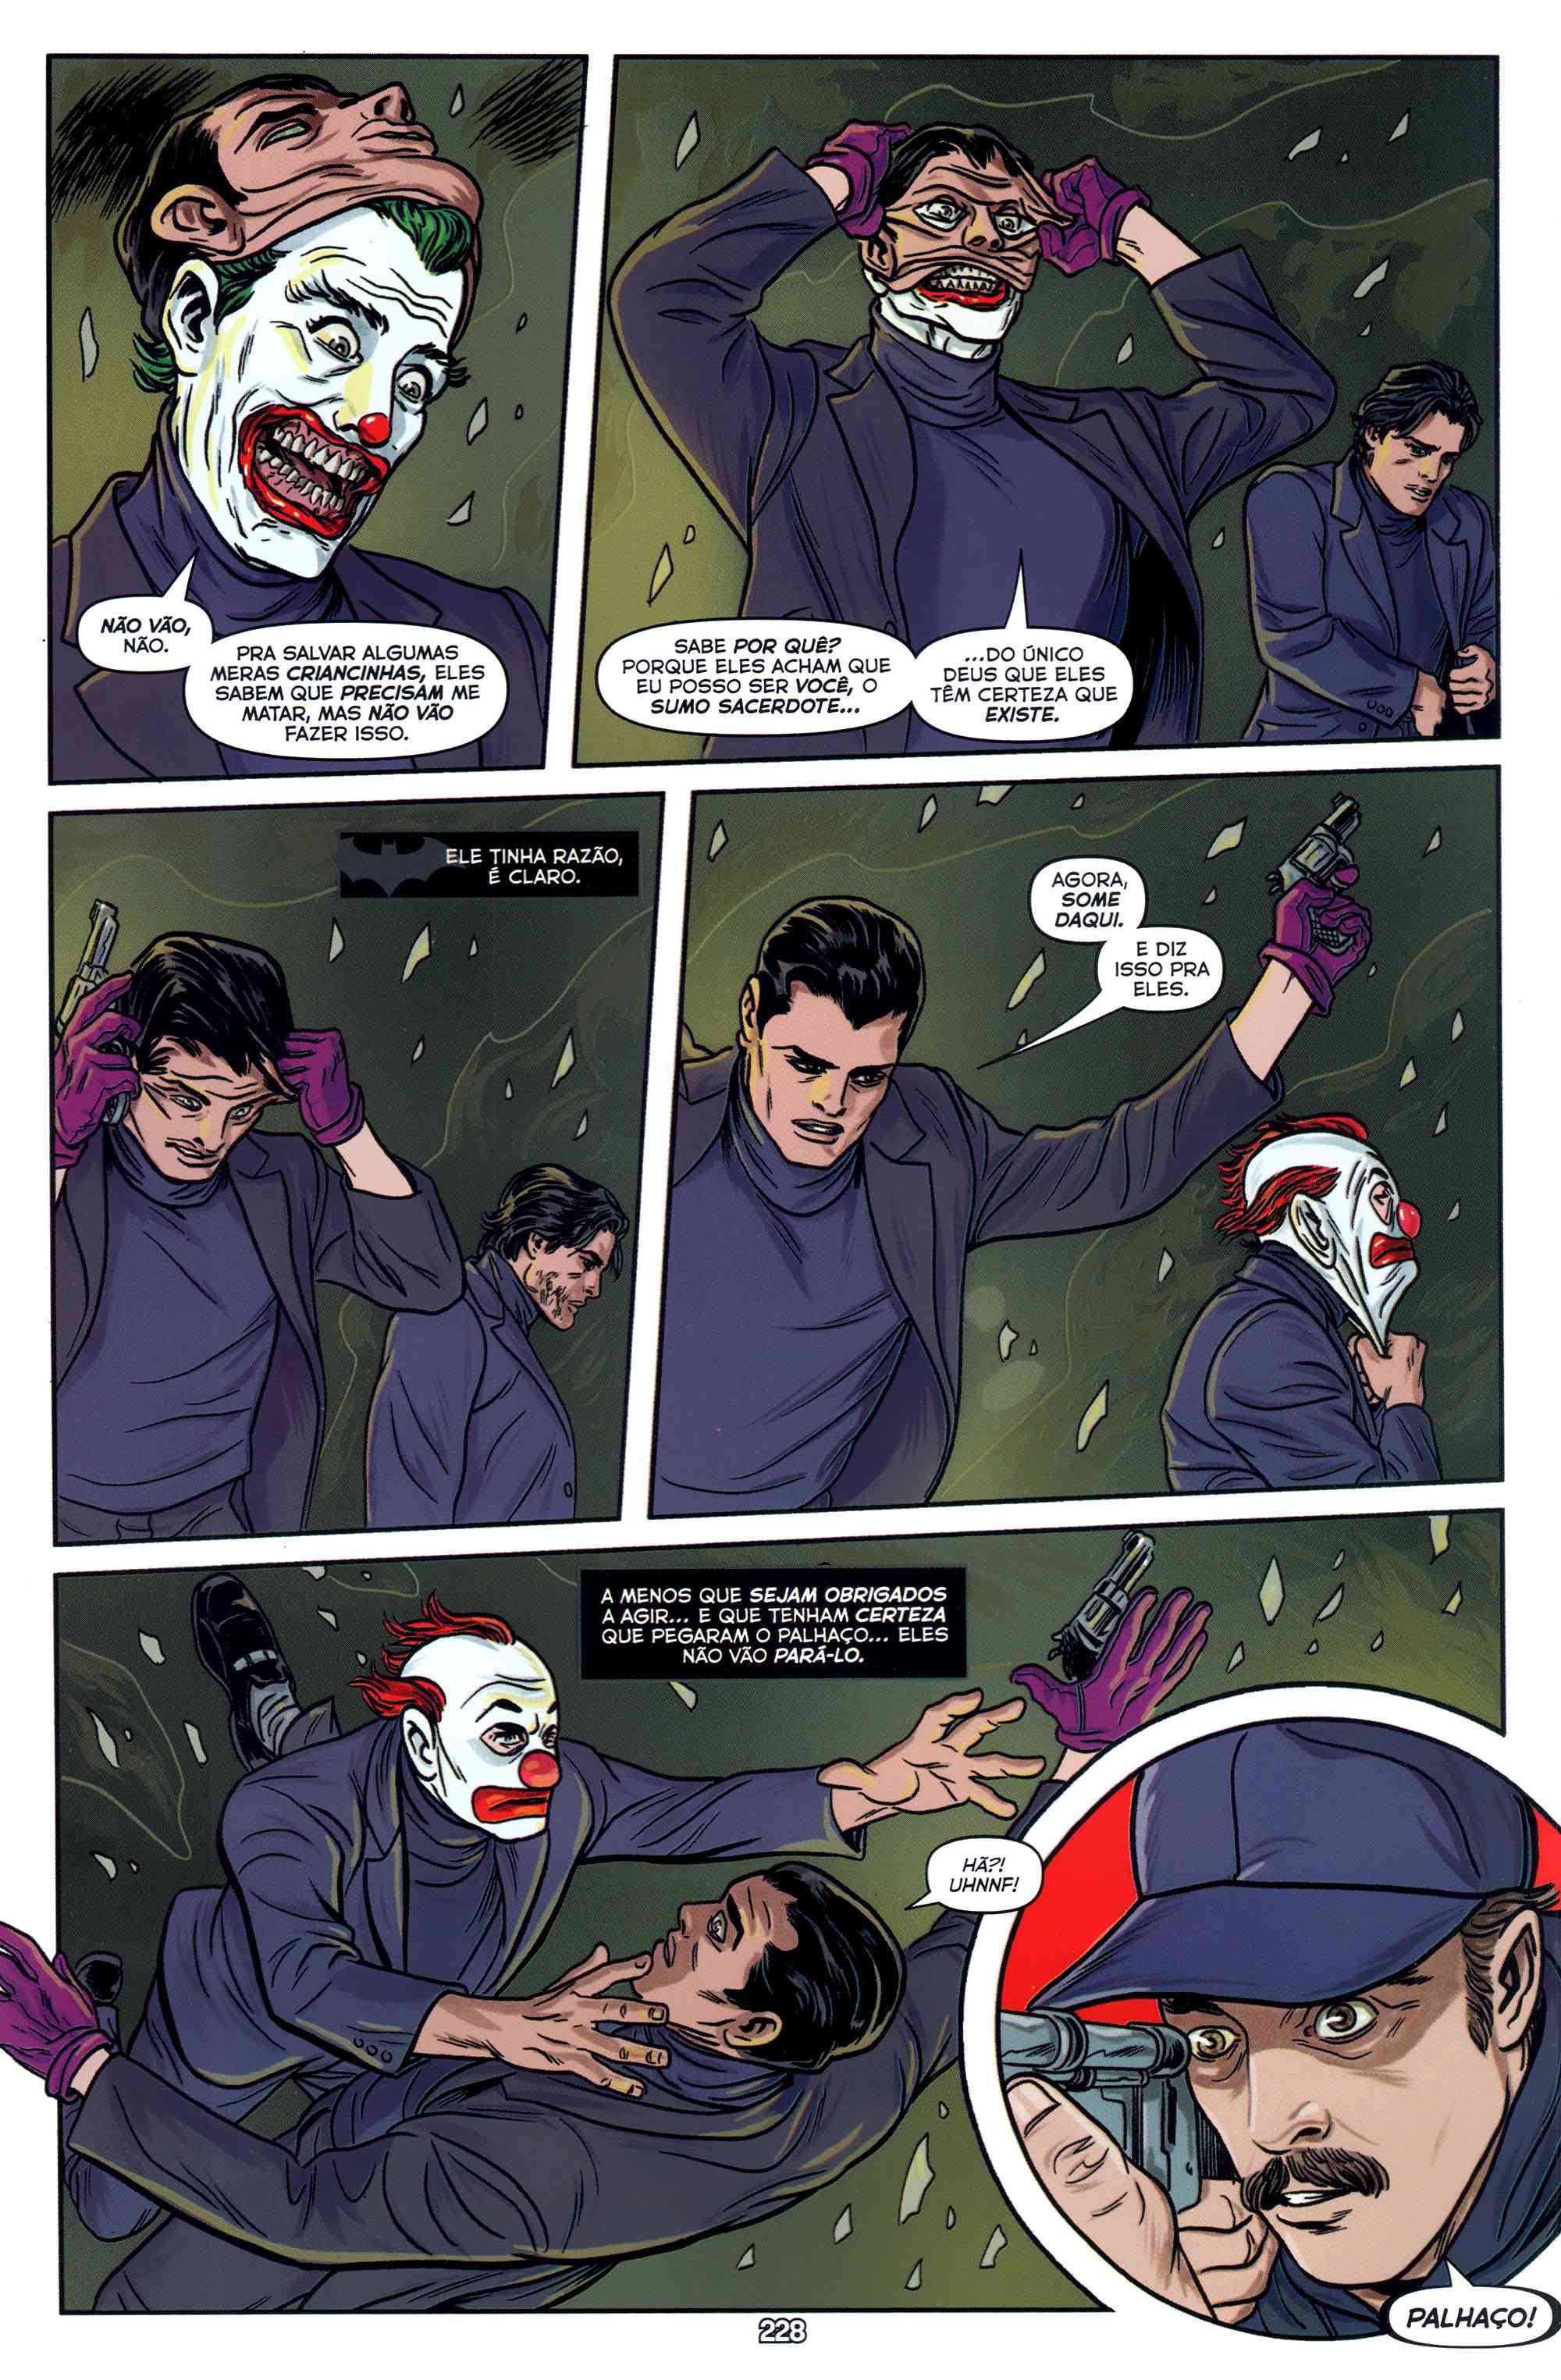 NÃO VÃO,
NÃO.
PRA SALVAR ALGUMAS
MERAS CRIANCINHAS, ELES
SABEM QUE PRECISAM ME
MATAR, MAS NÃO VÃO
FAZER ISSO.
SABE POR QUÊ?
PORQUE ELES ACHAM QUE
EU POSSO SER VOCÊ, O
SUMO SACERDOTE...
...DO ÚNICO
DEUS QUE ELES
TÊM CERTEZA QUE
EXISTE.
ELE TINHA RAZÃO,
É CLARO.
AGORA,
SOME
DAQUI.
E DIZ
ISSO PRA
ELES.
A MENOS QUE SEJAM OBRIGADOS
A AGIR... E QUE TENHAM CERTEZA
QUE PEGARAM O PALHAÇO... ELES
NÃO VÃO PARÁ-LO.
HÃ?!
UHNNF!
PALHAÇO!
228